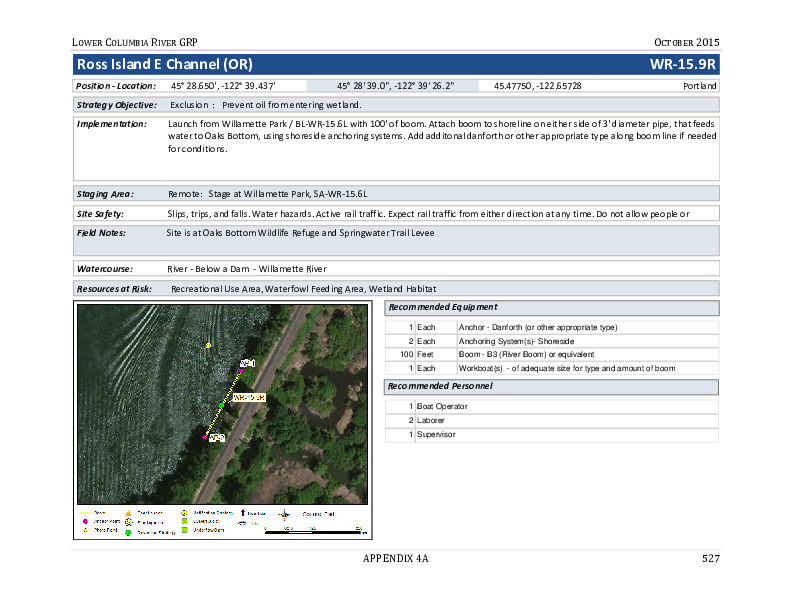 LOWER COLUMBIA RIVER GRP OCTOBER 2015
Ross Island E Channel (OR) WR-15.9R
Position - Location: 45° 28.650', -122° 39.437' 45° 28'39.0", -122° 39'26.2" 45.47750, -122.65728 Portland
Strategy Objective: Exclusion : Prevent oil from entering wetland.
Implementation: Launch from Willamette Park / BL-WR-15.6L with 100' of boom. Attach boom to shoreline on either side of 3' diameter pipe, that feeds
water to Oaks Bottom, using shoreside anchoring systems. Add additonal danforth or other appropriate type along boom line if needed
for conditions.
Staging Area: Remote: Stage at Willamette Park, SA-WR-15.6L
Site Safety: Slips, trips, and falls. Water hazards. Active rail traffic. Expect rail traffic from either direction at any time. Do not allow people or
Field Notes: Site is at Oaks Bottom Wildlife Refuge and Springwater Trail Levee
Watercourse: River - Below a Dam - Willamette River
Resources at Risk: Recreational Use Area, Waterfowl Feeding Area, Wetland Habitat
Recommended Equipment
1 Each Anchor - Danforth (or other appropriate type)
2 Each Anchoring System(s)- Shoreside
100 Feet Boom - B3 (River Boom) or equivalent
1 Each Workboat(s) - of adequate size for type and amount of boom
Recommended Personnel
1 Boat Operator
2 Laborer
1 Supervisor
WR-15.9R
Anchor Point
Photo Point
APPENDIX 4A 527